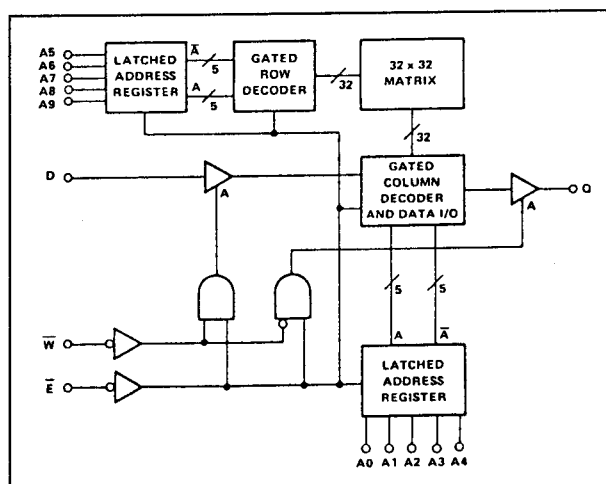 A5
A6
A7
A8
A9
LATCHED
ADDRESS
REGISTER
A̅
5
A
5
GATED
ROW
DECODER
32
32 x 32
MATRIX
32
D
A
GATED
COLUMN
DECODER
AND DATA I/O
A
Q
5
5
A
A̅
W̅
E̅
LATCHED
ADDRESS
REGISTER
A0 A1 A2 A3 A4